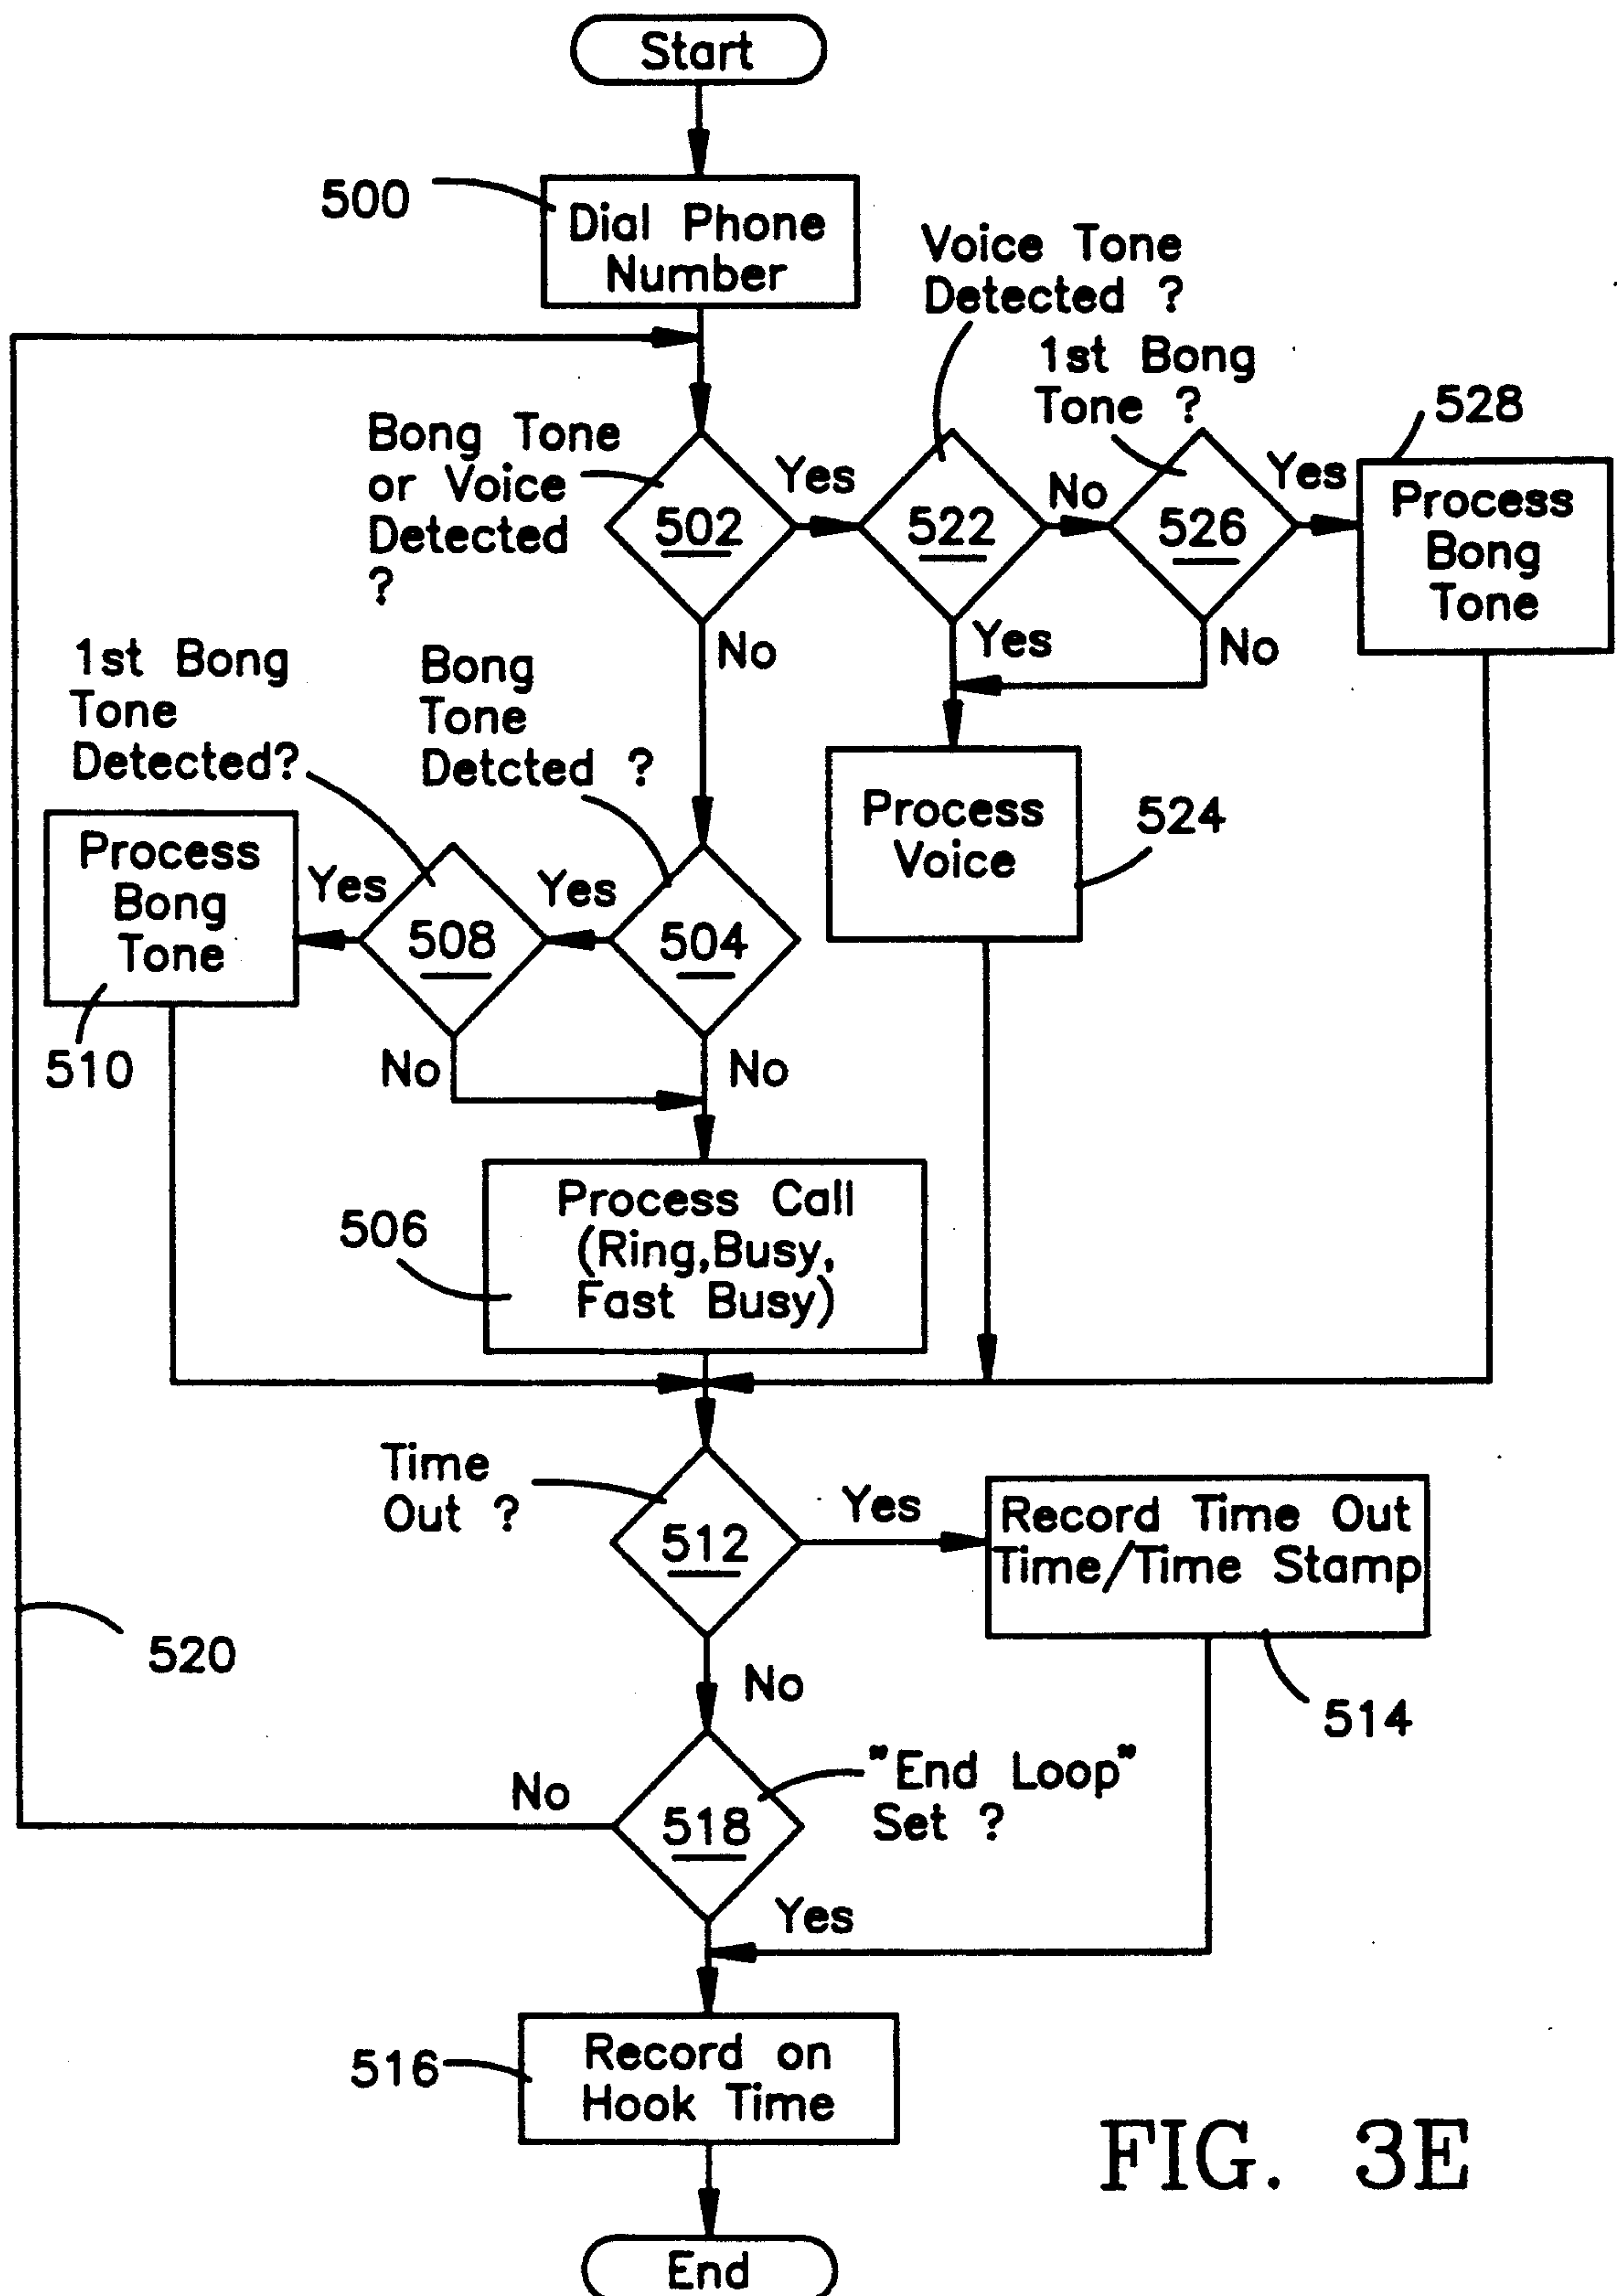 Start
500
Dial Phone
Number
Voice Tone
Detected ?
1st Bong
Tone ?
528
Bong Tone
or Voice
Detected
?
502
Yes
522
No
526
Yes
Process
Bong
Tone
No
Yes
No
1st Bong
Tone
Detected?
Bong
Tone
Detcted ?
Process
Voice
524
Process
Bong
Tone
Yes
508
Yes
504
510
No
No
506
Process Call
(Ring,Busy,
Fast Busy)
Time
Out ?
512
Yes
Record Time Out
Time/Time Stamp
520
No
514
No
518
"End Loop"
Set ?
Yes
516
Record on
Hook Time
FIG. 3E
End